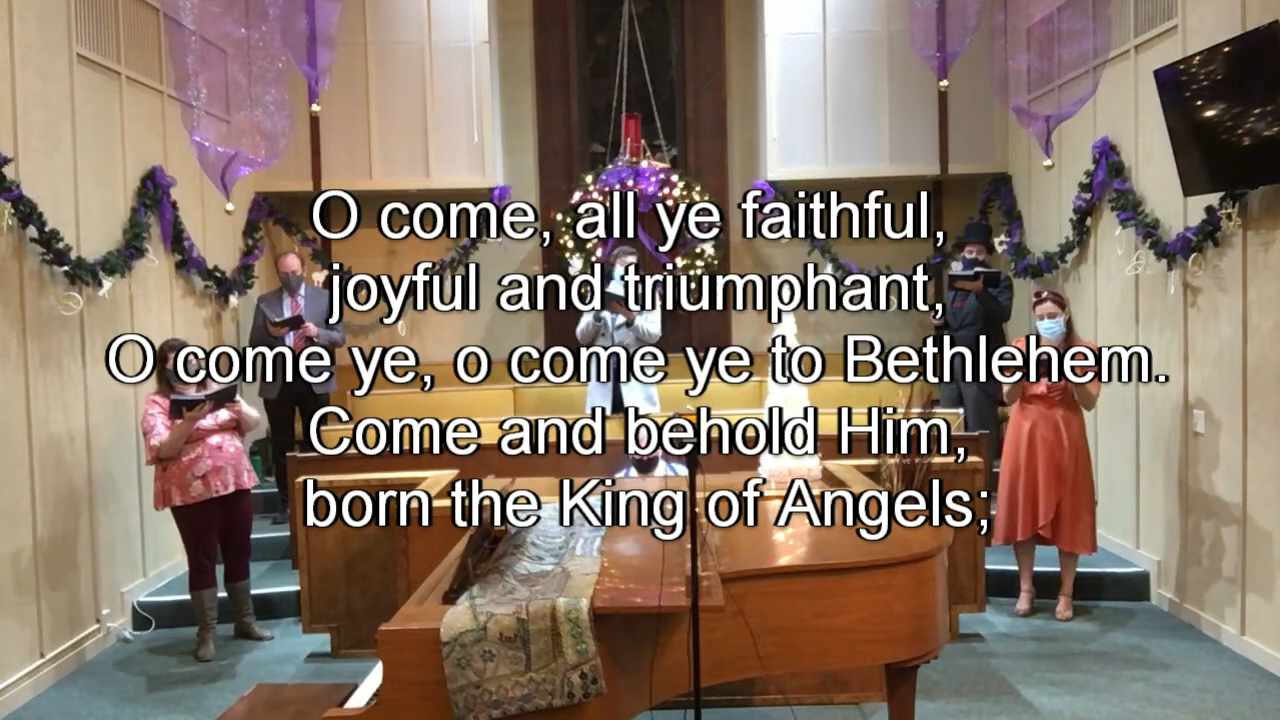 O come, all ye faithful,
joyful and triumphant,
O come ye, o come ye to Bethlehem.
Come and behold Him,
born the King of Angels;